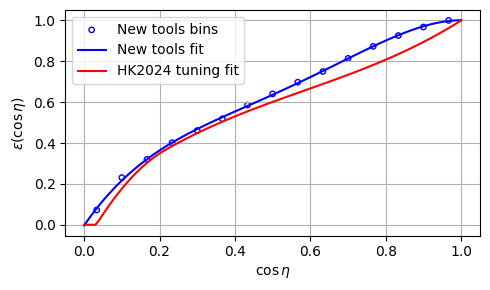 New tools bins
New tools fit
HK2024 tuning fit
ε(cos η)
1.0
0.8
0.6
0.4
0.2
0.0
0.0 0.2 0.4 0.6 0.8 1.0
cos η